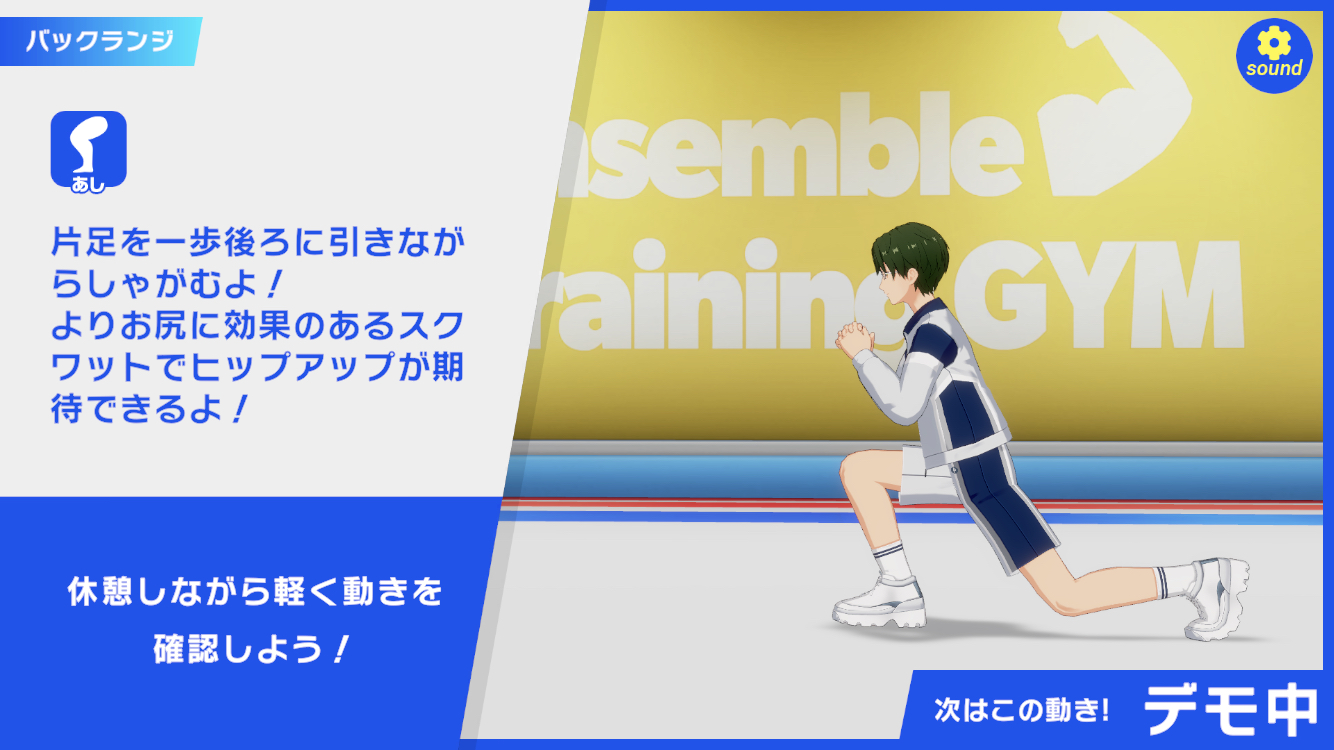 バックランジ
sound
あし
片足を一歩後ろに引きなが
らしゃがむよ！
よりお尻に効果のあるスク
ワットでヒップアップが期
待できるよ！
nsemble
raining GYM
休憩しながら軽く動きを
確認しよう！
次はこの動き!
デモ中